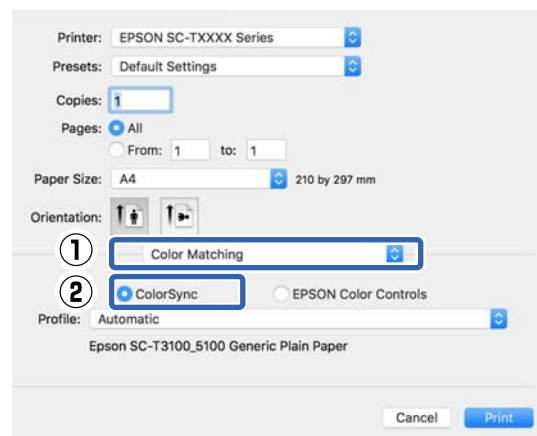 Printer: EPSON SC-TXXXX Series
Presets: Default Settings
Copies: 1
Pages: All
From: 1 to: 1
Paper Size: A4 210 by 297 mm
Orientation:
① Color Matching
② ColorSync EPSON Color Controls
Profile: Automatic
Epson SC-T3100_5100 Generic Plain Paper
Cancel Print